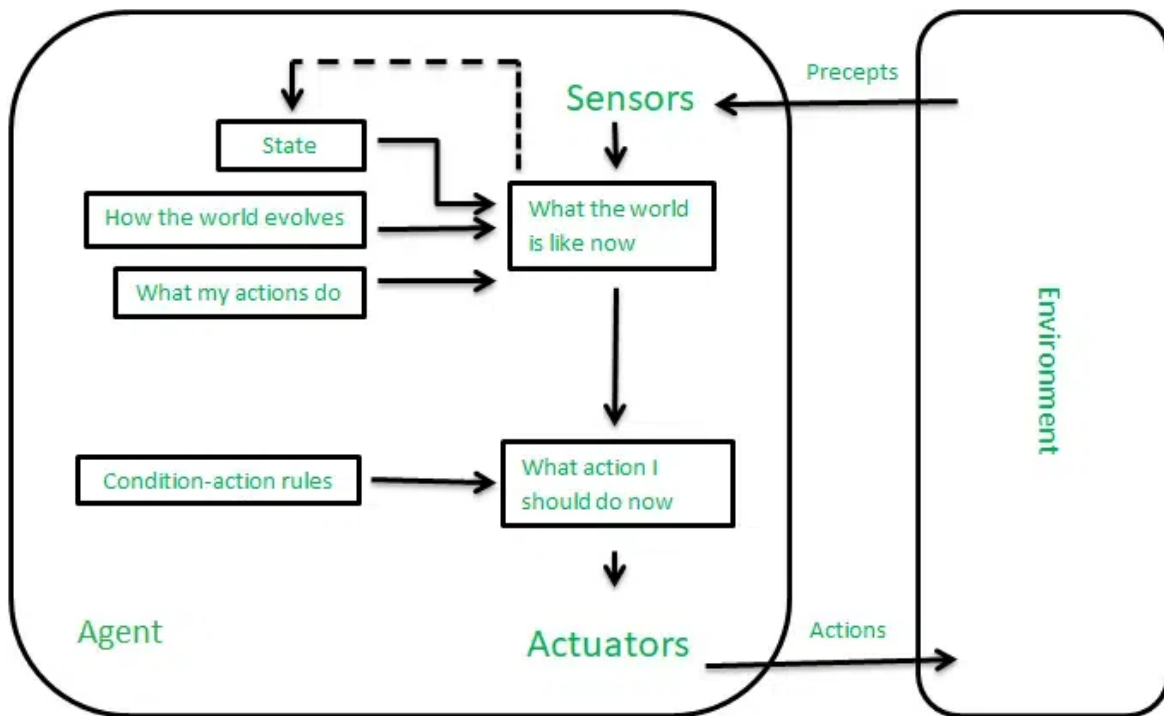 Precepts
Sensors
State
How the world evolves
What the world
is like now
What my actions do
Environment
Condition-action rules
What action I
should do now
Agent
Actuators
Actions